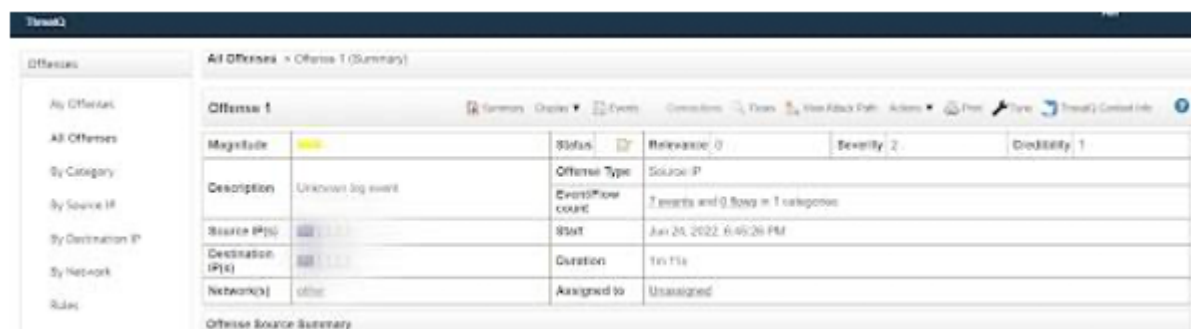 ThreatQ
Offenses
All Offenses > Offense 1 (Summary)
My Offenses
All Offenses
By Category
By Source IP
By Destination IP
By Network
Rules
Offense 1
Summary Display Events Connections Flows View Attack Path Actions Print Tune ThreatQ Context Info
Magnitude Status Relevance 0 Severity 2 Credibility 1
Description Unknown log event Offense Type Source IP
Event/Flow count 7 events and 0 flows in 1 categories
Source IP(s) Start Jun 24, 2022, 6:46:26 PM
Destination IP(s) Duration 1m 11s
Network(s) other Assigned to Unassigned
Offense Source Summary